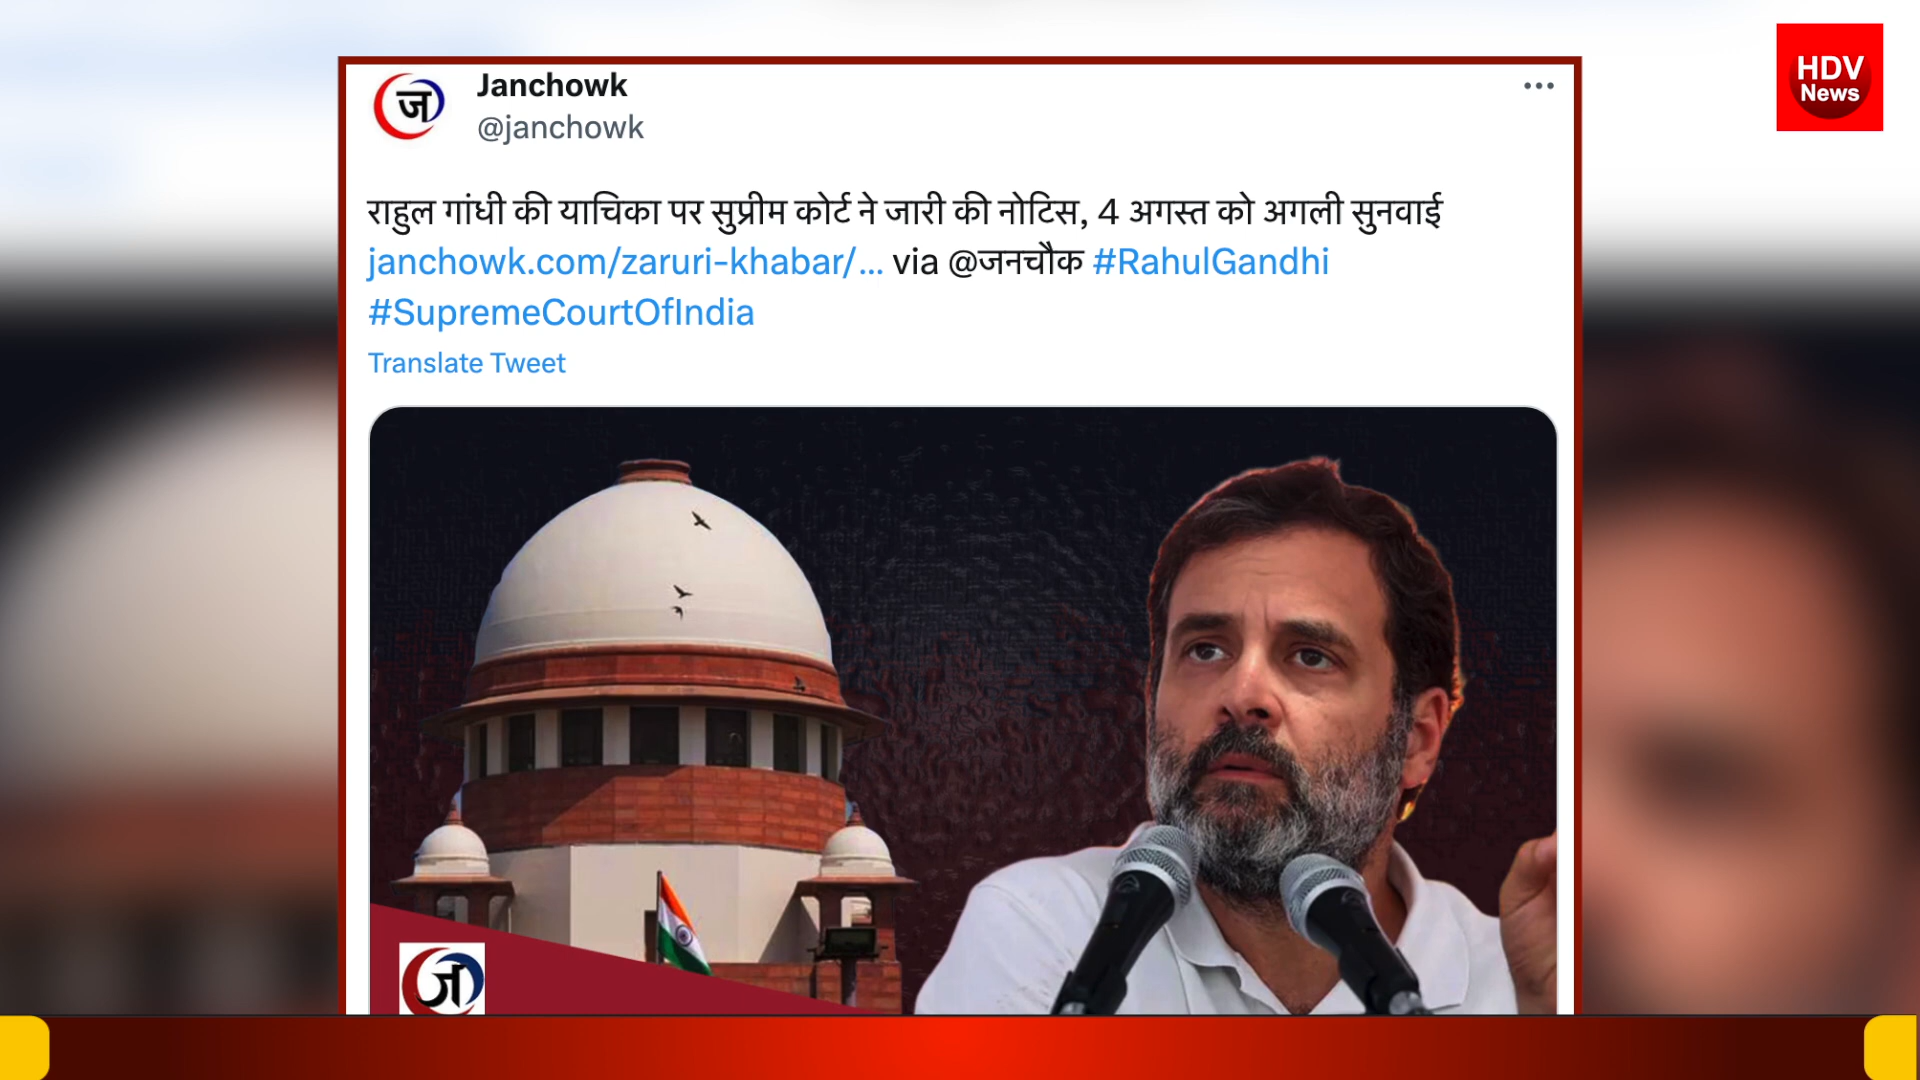 Janchowk
@janchowk
HDV
News
ज
राहुल गांधी की याचिका पर सुप्रीम कोर्ट ने जारी की नोटिस, 4 अगस्त को अगली सुनवाई
janchowk.com/zaruri-khabar/... via @जनचौक #RahulGandhi
#SupremeCourtOfIndia
Translate Tweet
ज